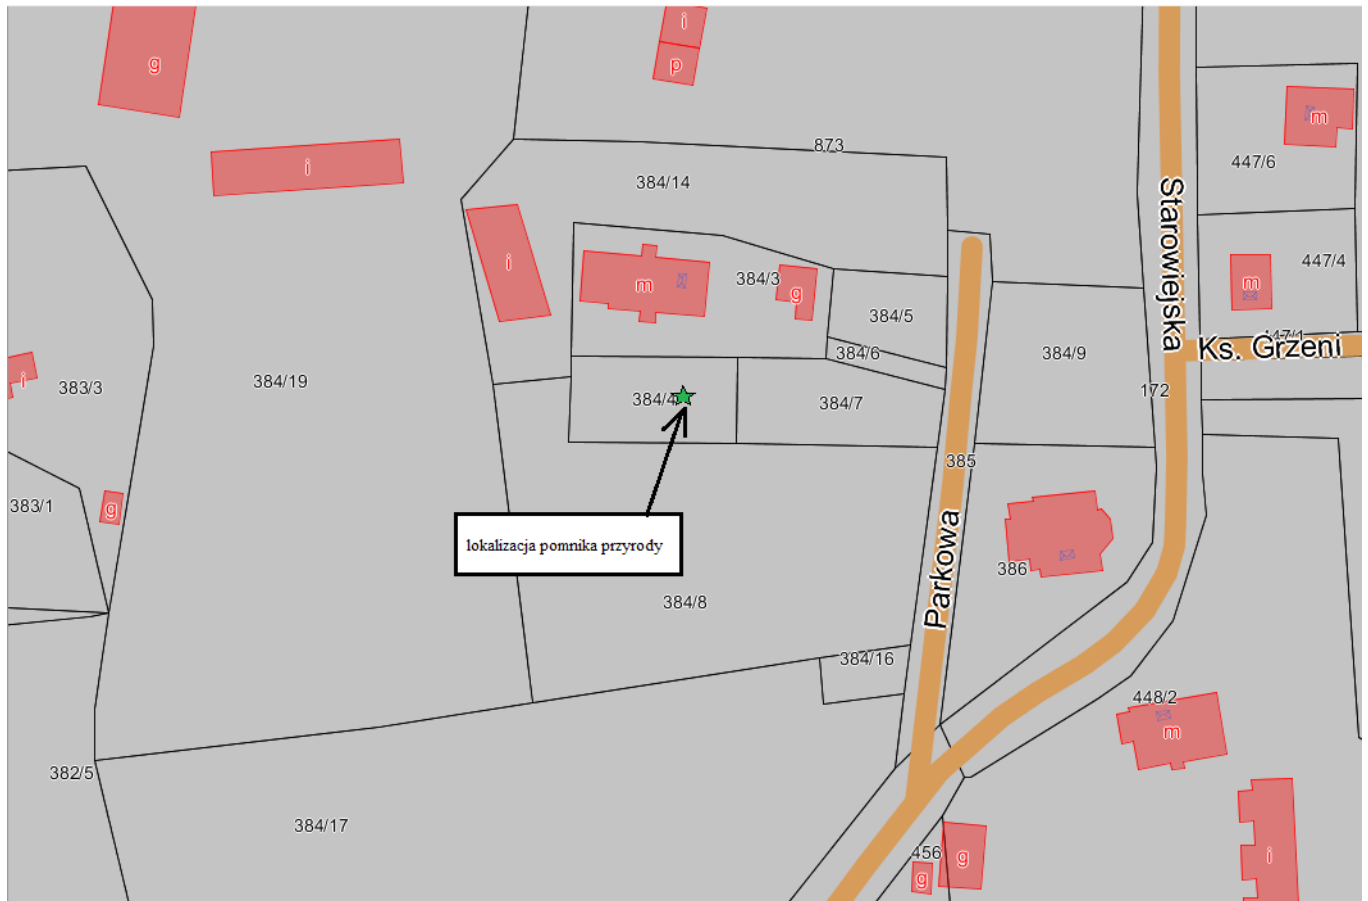 i
g
p
m
873
i
447/6
384/14
Starowiejska
i
m
384/3
g
m
447/4
384/5
447/1
Ks. Grzeni
384/6
384/9
i
383/3
384/19
172
384/4
384/7
385
383/1
g
Parkowa
lokalizacja pomnika przyrody
386
384/8
384/16
448/2
m
382/5
384/17
456
g
i
g